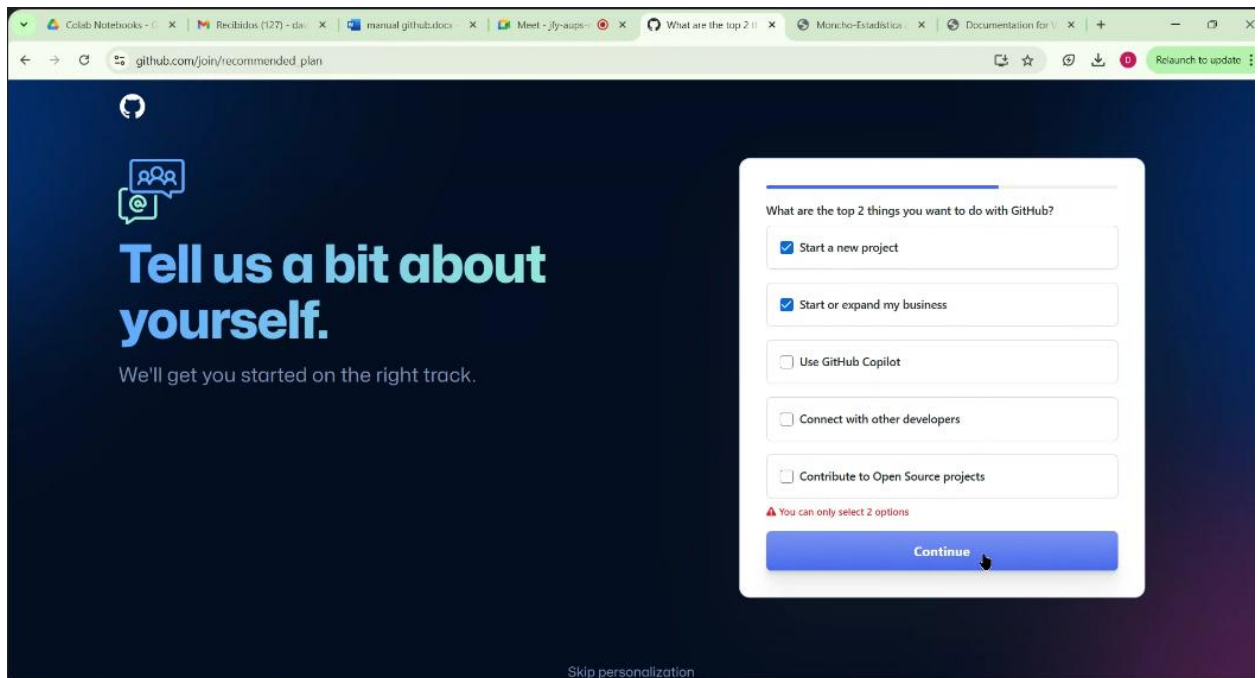 Colab Notebooks - G
Recibidos (127) - da
manual github.docx
Meet - jfy-aups-
What are the top 2 t
Moncho-Estadística
Documentation for V
github.com/join/recommended_plan
D
Relaunch to update
Tell us a bit about
yourself.
We'll get you started on the right track.
What are the top 2 things you want to do with GitHub?
Start a new project
Start or expand my business
Use GitHub Copilot
Connect with other developers
Contribute to Open Source projects
You can only select 2 options
Continue
Skip personalization